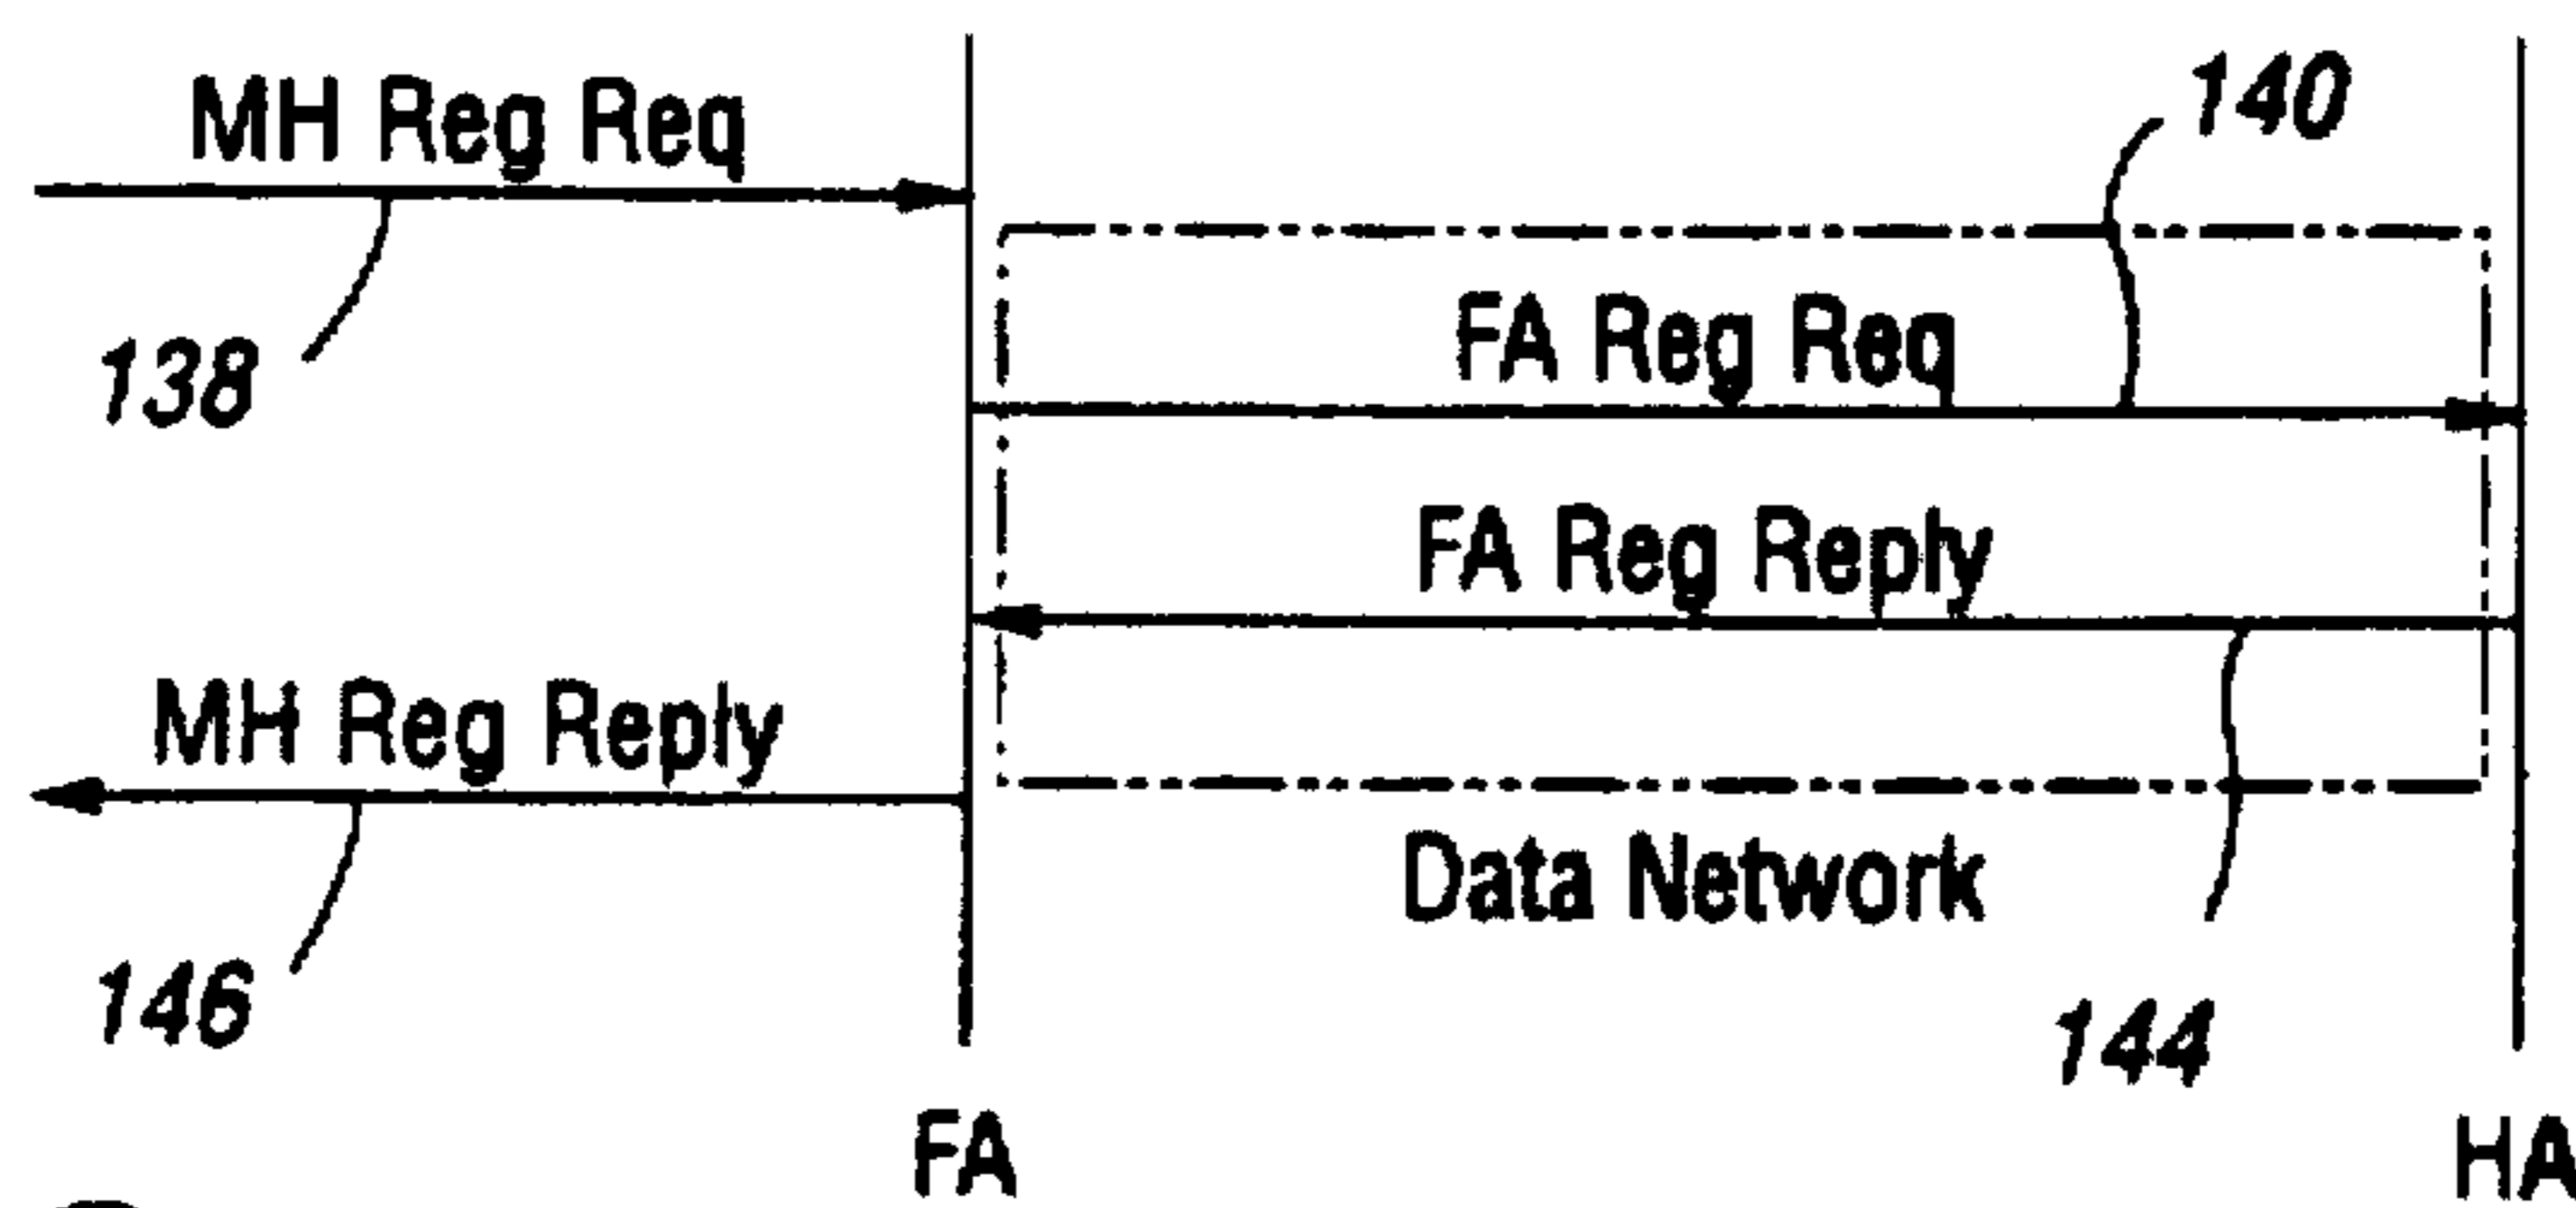 MH Reg Req
140
138
FA Reg Req
FA Reg Reply
MH Reg Reply
Data Network
146
144
FA
HA